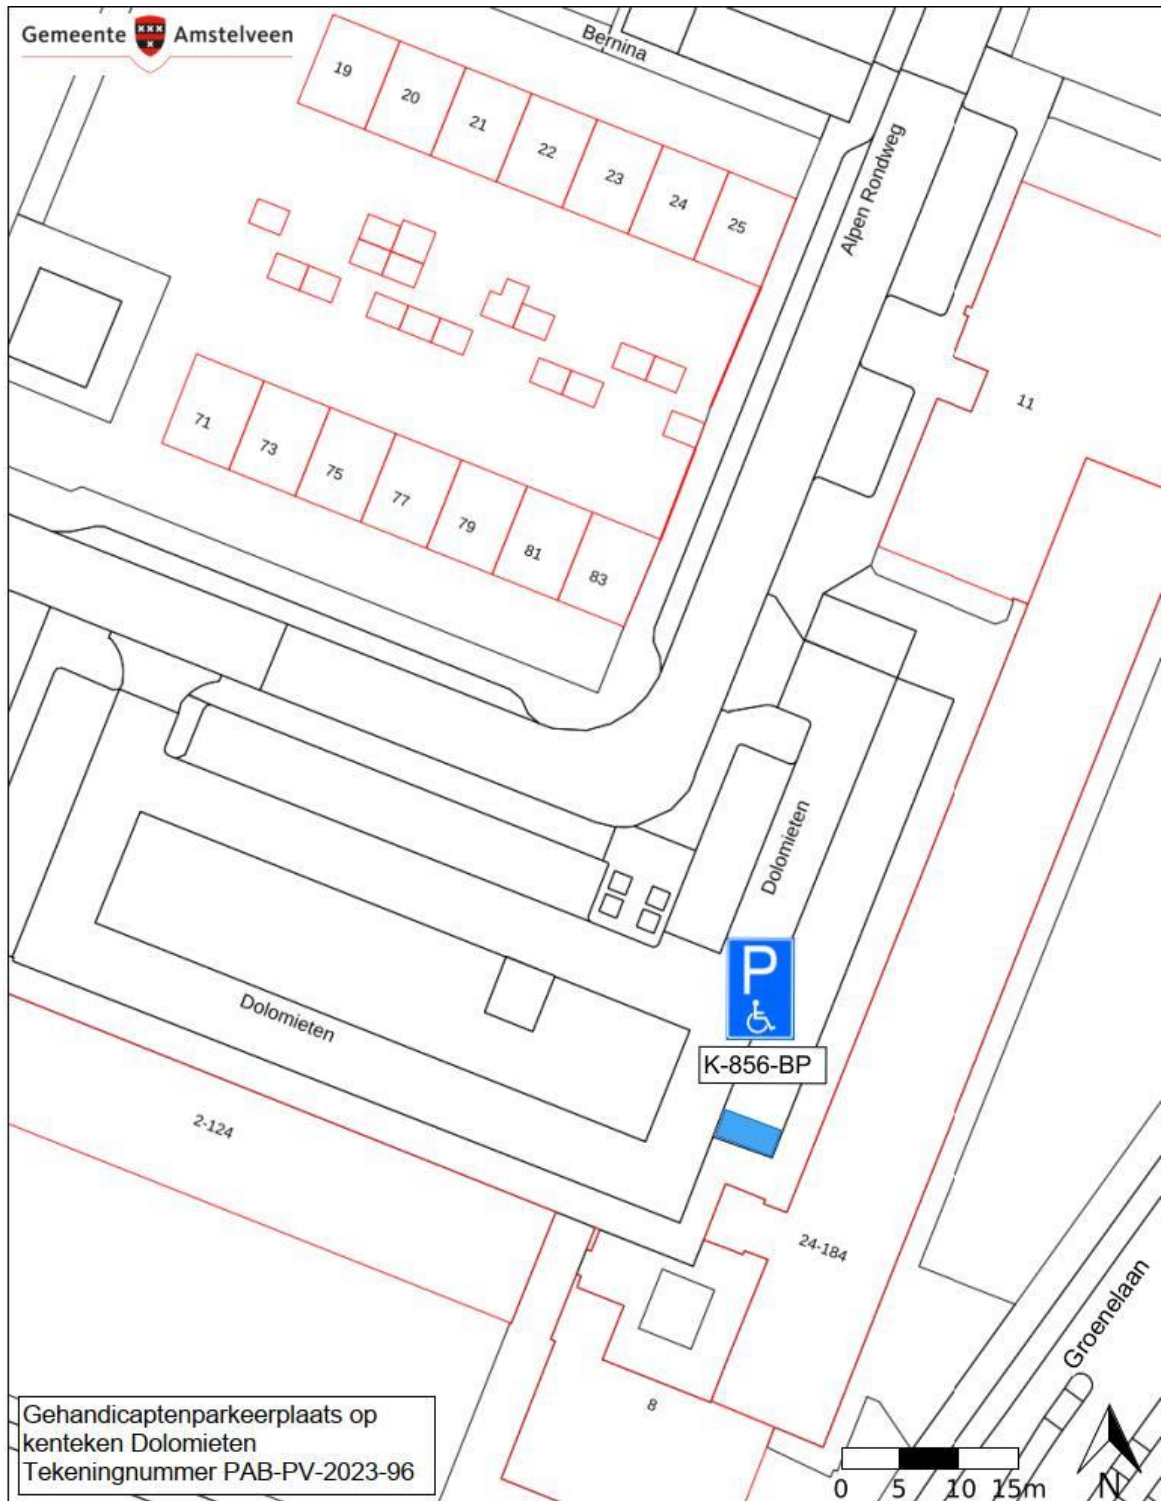 Gemeente Amstelveen
Bernina
19
20
21
22
23
24
25
Alpen Rondweg
11
71
73
75
77
79
81
83
Dolomieten
P
K-856-BP
Dolomieten
2-124
24-184
Groenelaan
8
Gehandicaptenparkeerplaats op
kenteken Dolomieten
Tekeningnummer PAB-PV-2023-96
0 5 10 15m
N